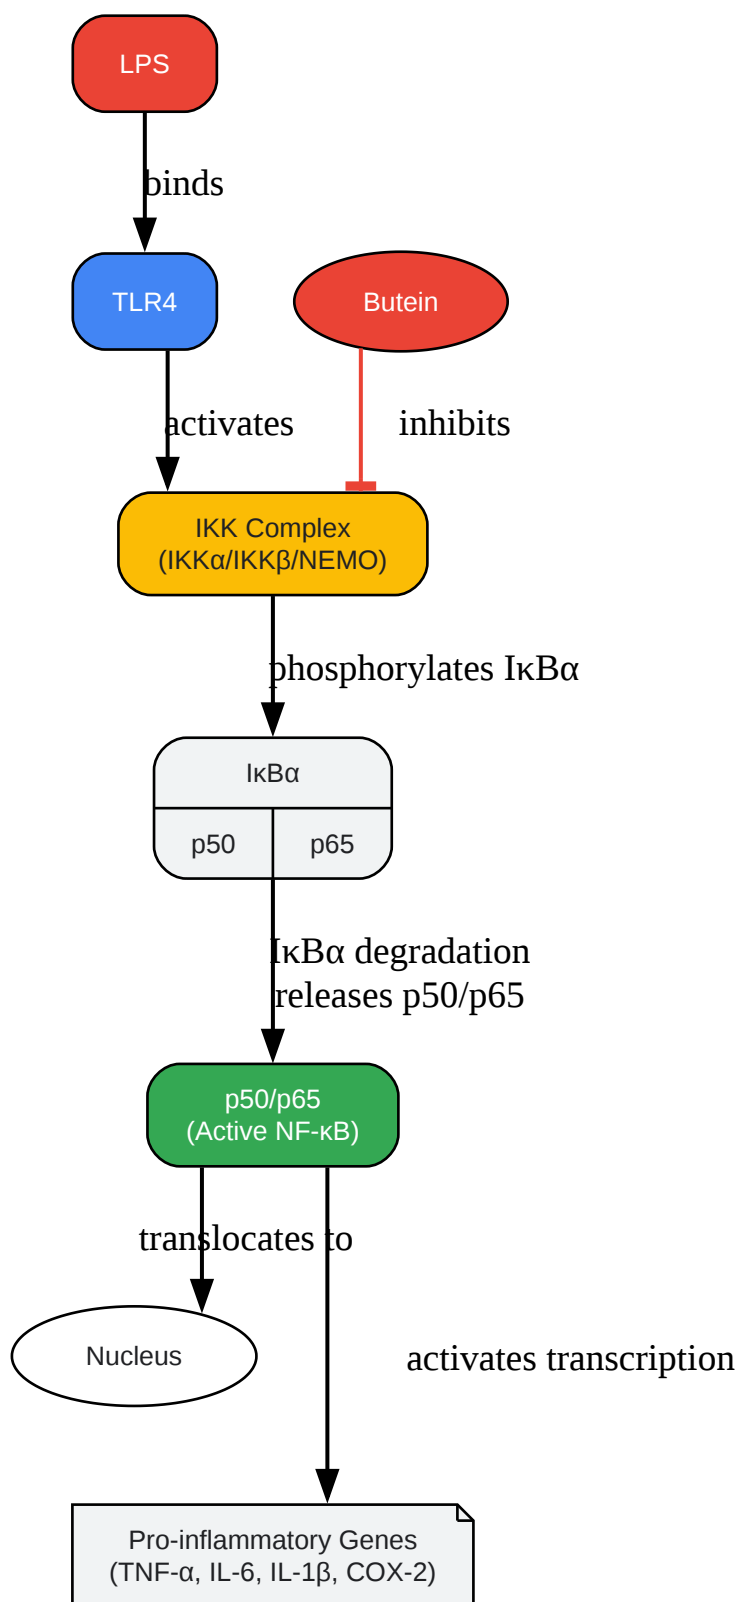 LPS
binds
TLR4
Butein
activates
inhibits
IKK Complex
(IKKα/IKKβ/NEMO)
phosphorylates IκBα
IκBα
p50
p65
IκBα degradation
releases p50/p65
p50/p65
(Active NF-κB)
translocates to
Nucleus
activates transcription
Pro-inflammatory Genes
(TNF-α, IL-6, IL-1β, COX-2)